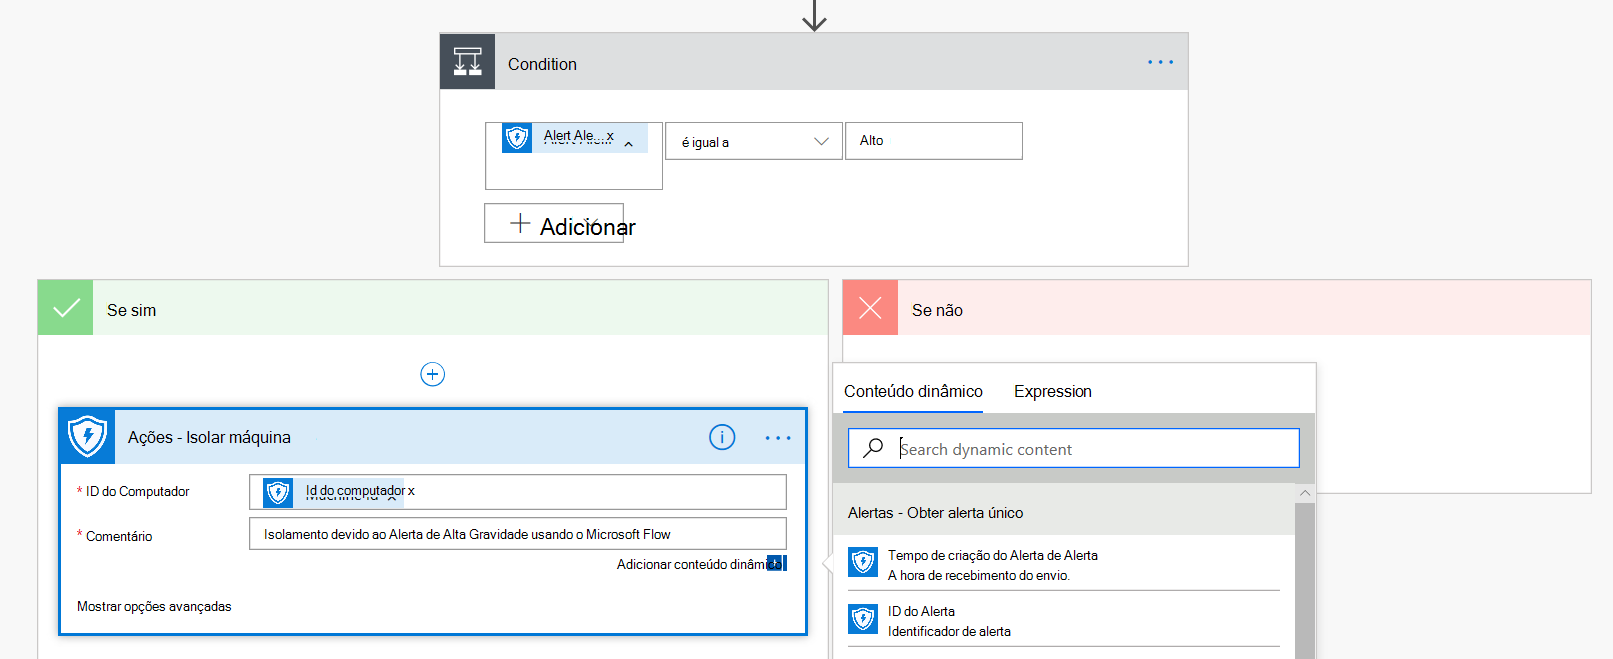 Condition
Alert Ale... x
é igual a
Alto
Adicionar
Se sim
Se não
Ações - Isolar máquina
* ID do Computador
Id do computador x
* Comentário
Isolamento devido ao Alerta de Alta Gravidade usando o Microsoft Flow
Adicionar conteúdo dinâmico
Mostrar opções avançadas
Conteúdo dinâmico
Expression
Search dynamic content
Alertas - Obter alerta único
Tempo de criação do Alerta de Alerta
A hora de recebimento do envio.
ID do Alerta
Identificador de alerta